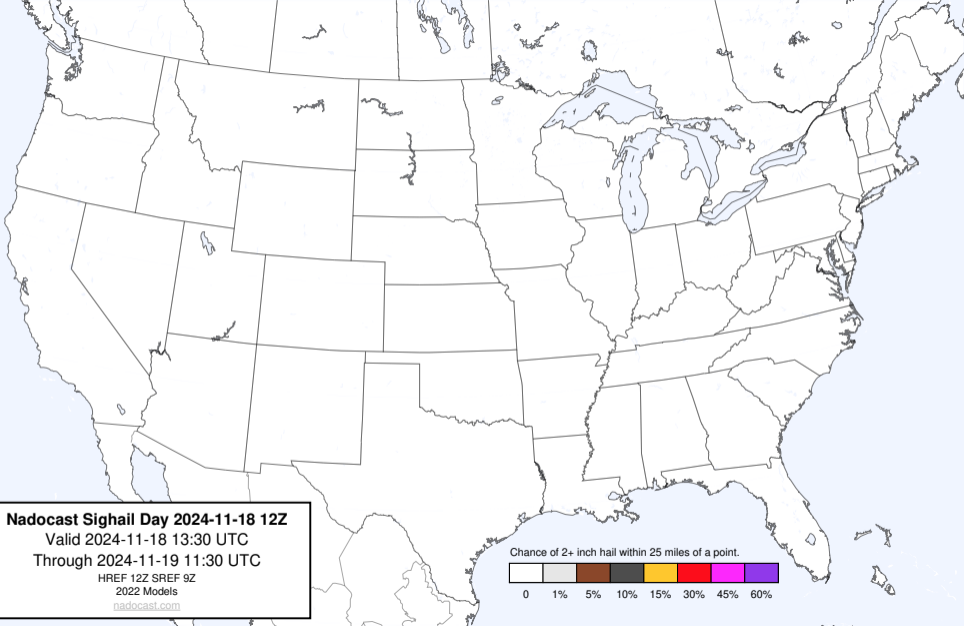 Nadocast Sighail Day 2024-11-18 12Z
Valid 2024-11-18 13:30 UTC
Through 2024-11-19 11:30 UTC
HREF 12Z SREF 9Z
2022 Models
nadocast.com
Chance of 2+ inch hail within 25 miles of a point.
0 1% 5% 10% 15% 30% 45% 60%